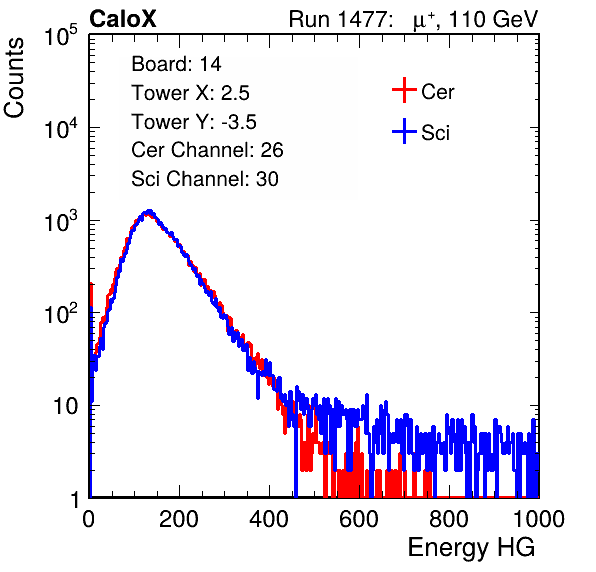 CaloX Run 1477: μ⁺, 110 GeV
Counts
10⁵
10⁴
10³
10²
10
1
Board: 14
Tower X: 2.5
Tower Y: -3.5
Cer Channel: 26
Sci Channel: 30
Cer
Sci
0 200 400 600 800 1000
Energy HG